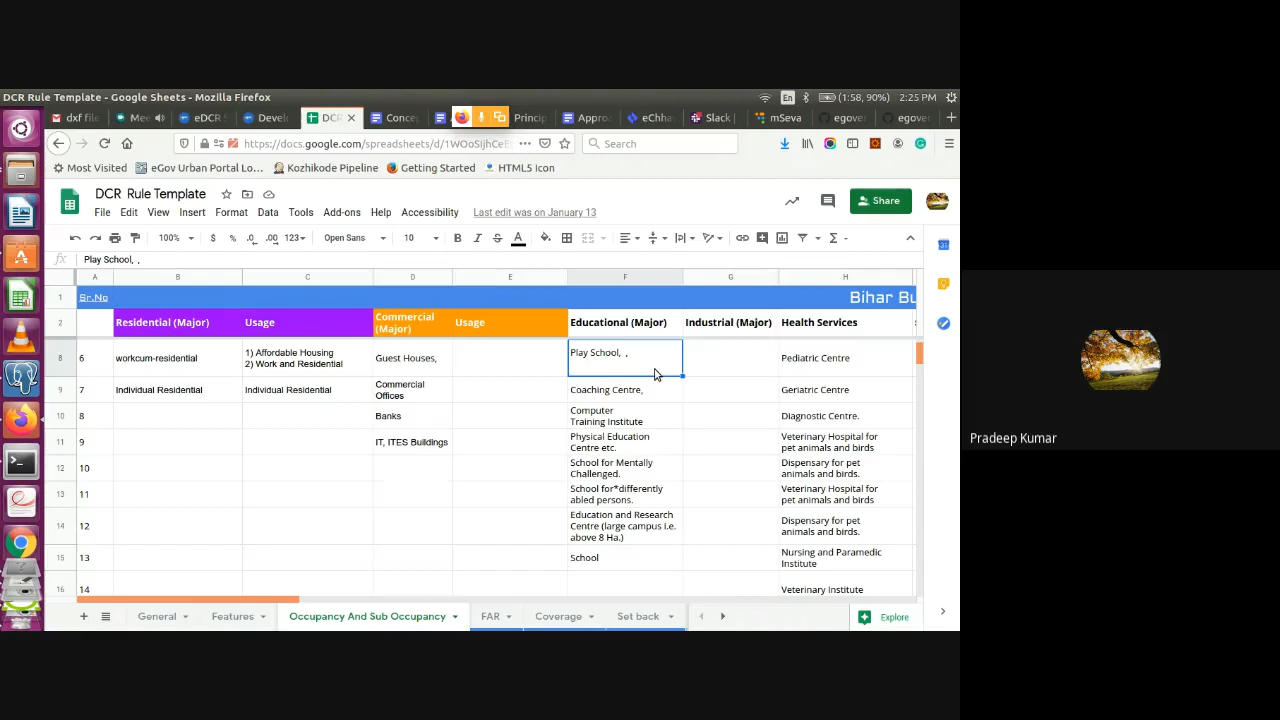 DCR Rule Template - Google Sheets - Mozilla Firefox
En
(1:58, 90%)
2:25 PM
dxf file
Mee
eDCR
Develo
DCR
Conce
Princip
Appro
eChha
Slack
mSeva
egover
egover
https://docs.google.com/spreadsheets/d/1WOoSIjhCeE
Search
Most Visited
eGov Urban Portal Lo...
Kozhikode Pipeline
Getting Started
HTML5 Icon
DCR Rule Template
File Edit View Insert Format Data Tools Add-ons Help Accessibility
Last edit was on January 13
Share
100%
$ % .0 .00 123
Open Sans
10
B I S A
fx Play School, ,
A B C D E F G H
1 Sr.No Bihar Bu
2 Residential (Major) Usage Commercial (Major) Usage Educational (Major) Industrial (Major) Health Services
8 6 workcum-residential 1) Affordable Housing
2) Work and Residential Guest Houses, Play School, , Pediatric Centre
9 7 Individual Residential Individual Residential Commercial Offices Coaching Centre, Geriatric Centre
10 8 Banks Computer Training Institute Diagnostic Centre.
11 9 IT, ITES Buildings Physical Education Centre etc. Veterinary Hospital for pet animals and birds
12 10 School for Mentally Challenged. Dispensary for pet animals and birds.
13 11 School for*differently abled persons. Veterinary Hospital for pet animals and birds
14 12 Education and Research Centre (large campus i.e. above 8 Ha.) Dispensary for pet animals and birds.
15 13 School Nursing and Paramedic Institute
16 14 Veterinary Institute
General
Features
Occupancy And Sub Occupancy
FAR
Coverage
Set back
Explore
Pradeep Kumar